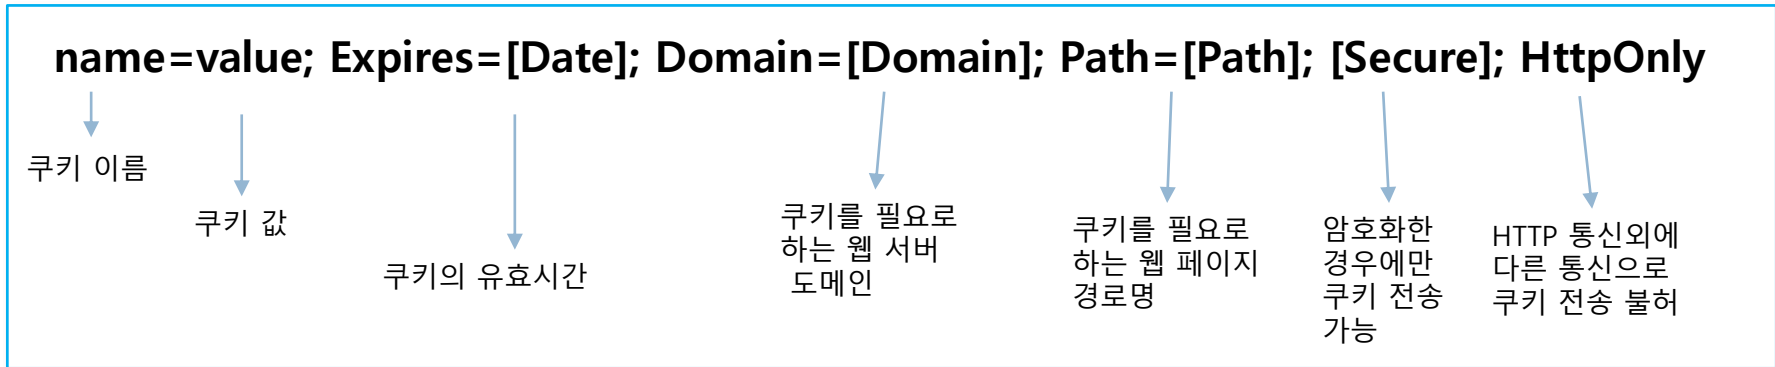 name=value; Expires=[Date]; Domain=[Domain]; Path=[Path]; [Secure]; HttpOnly
쿠키 이름
쿠키 값
쿠키의 유효시간
쿠키를 필요로
하는 웹 서버
도메인
쿠키를 필요로
하는 웹 페이지
경로명
암호화한
경우에만
쿠키 전송
가능
HTTP 통신외에
다른 통신으로
쿠키 전송 불허